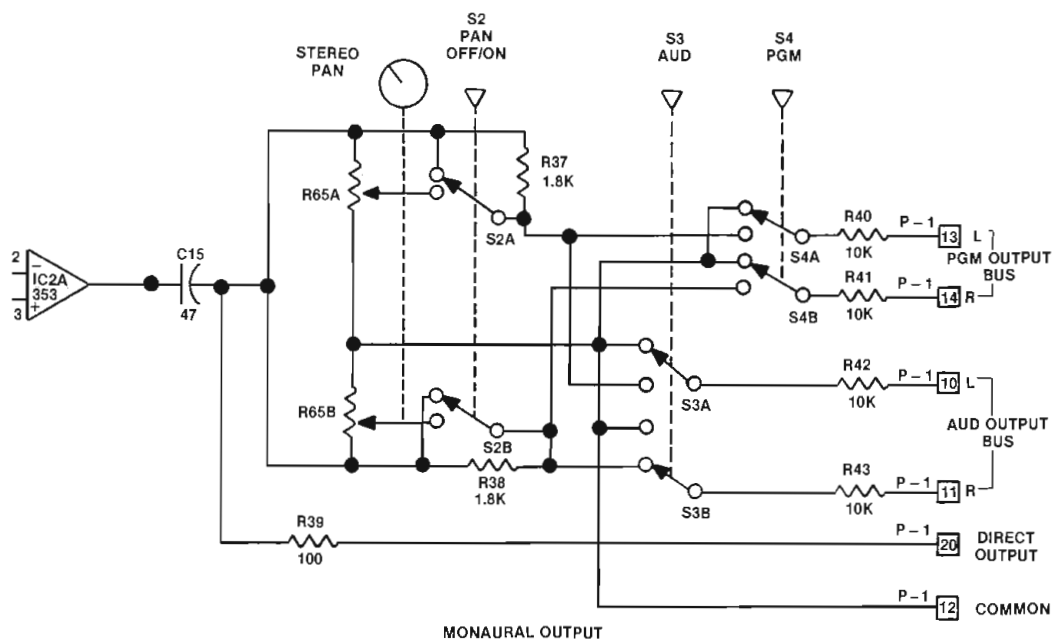 STEREO
PAN
S2
PAN
OFF/ON
S3
AUD
S4
PGM
R37
1.8K
R65A
S2A
2
IC2A
353
3
C15
47
S4A
R40
10K
P-1
13
L
PGM OUTPUT
BUS
S4B
R41
10K
P-1
14
R
R65B
S2B
R38
1.8K
S3A
R42
10K
P-1
10
L
AUD OUTPUT
BUS
S3B
R43
10K
P-1
11
R
R39
100
P-1
20
DIRECT
OUTPUT
P-1
12
COMMON
MONAURAL OUTPUT